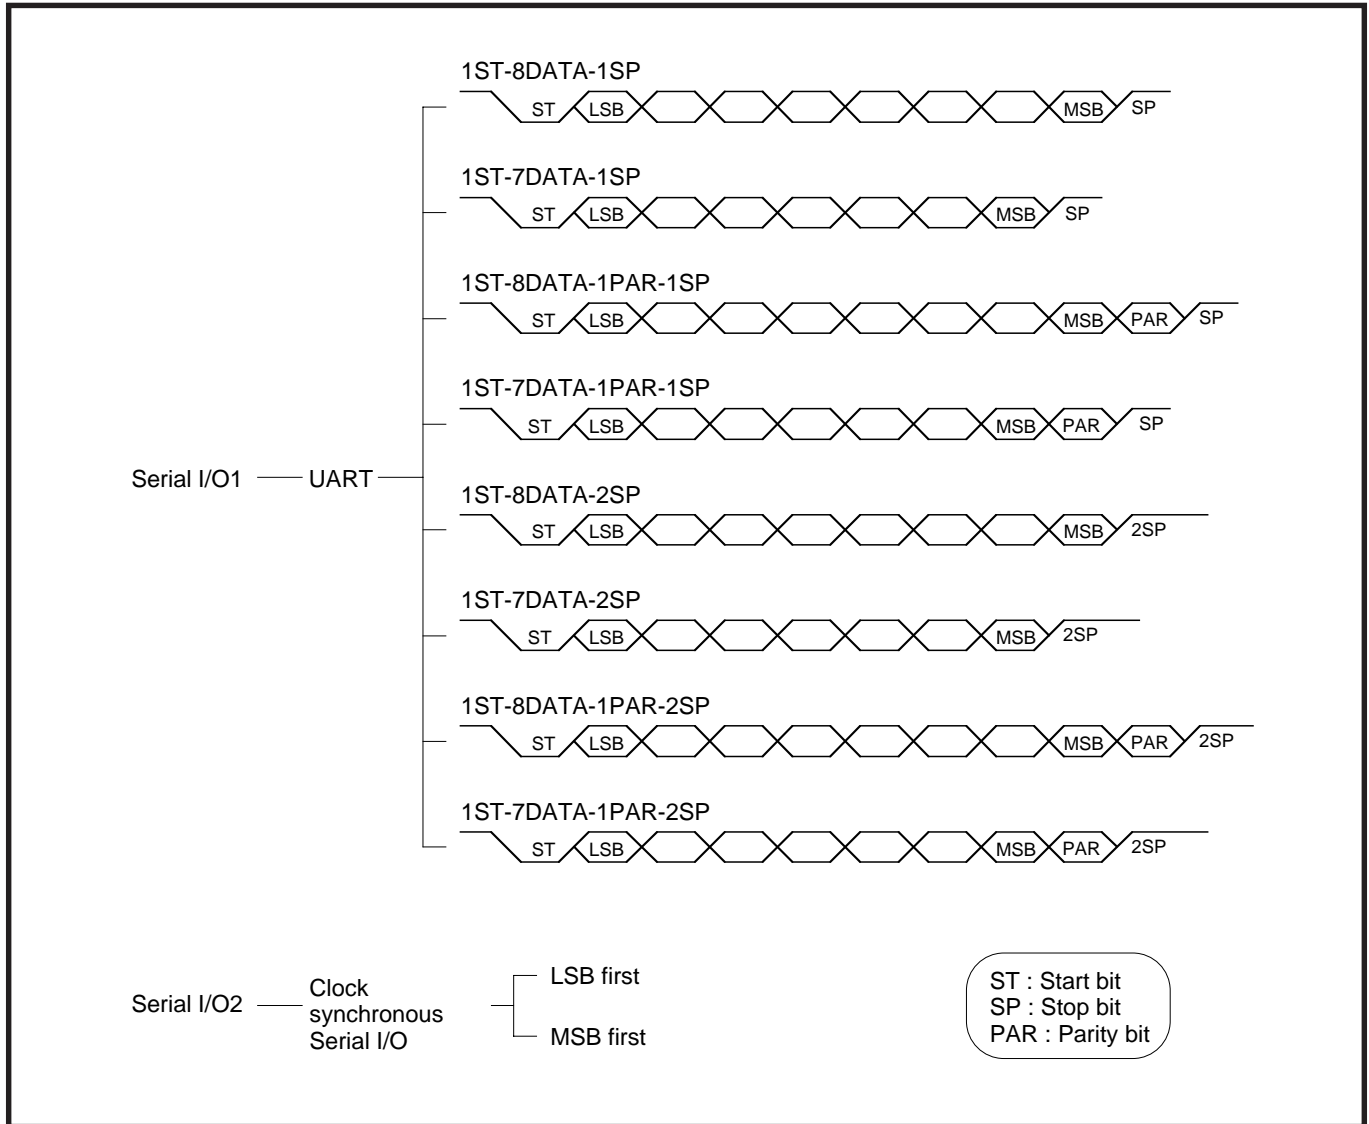 1ST-8DATA-1SP
ST LSB MSB SP
1ST-7DATA-1SP
ST LSB MSB SP
1ST-8DATA-1PAR-1SP
ST LSB MSB PAR SP
1ST-7DATA-1PAR-1SP
ST LSB MSB PAR SP
Serial I/O1 UART
1ST-8DATA-2SP
ST LSB MSB 2SP
1ST-7DATA-2SP
ST LSB MSB 2SP
1ST-8DATA-1PAR-2SP
ST LSB MSB PAR 2SP
1ST-7DATA-1PAR-2SP
ST LSB MSB PAR 2SP
Serial I/O2
Clock
synchronous
Serial I/O
LSB first
MSB first
ST : Start bit
SP : Stop bit
PAR : Parity bit